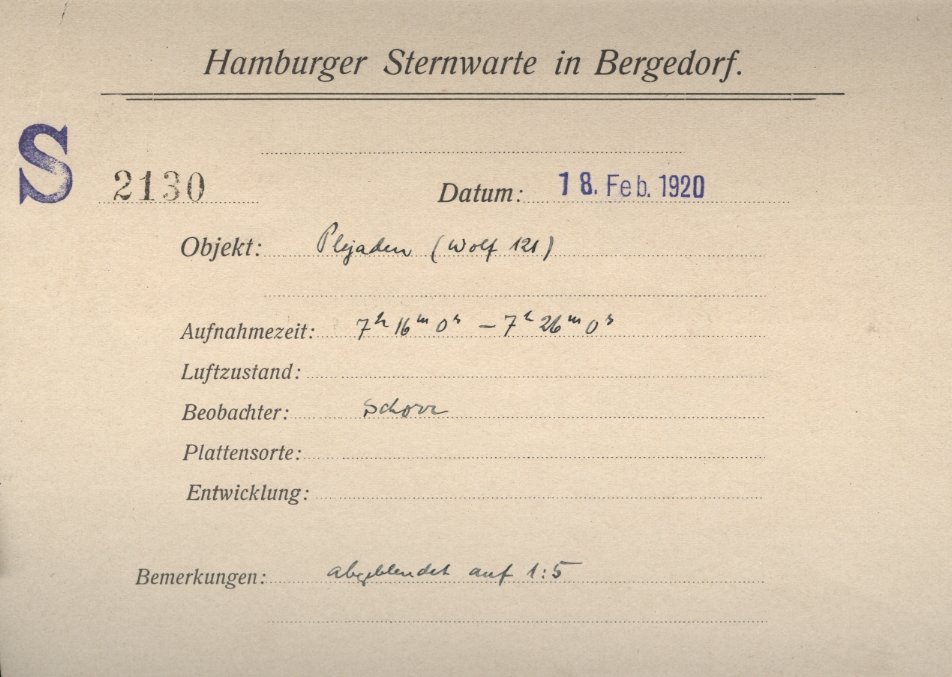 Hamburger Sternwarte in Bergedorf.
S 2130 Datum: 18. Feb. 1920
Objekt: Plejaden (Wolf 121)
Aufnahmezeit: 7h 16m 0s – 7h 26m 0s
Luftzustand:
Beobachter: Schorr
Plattensorte:
Entwicklung:
Bemerkungen: abgeblendet auf 1:5